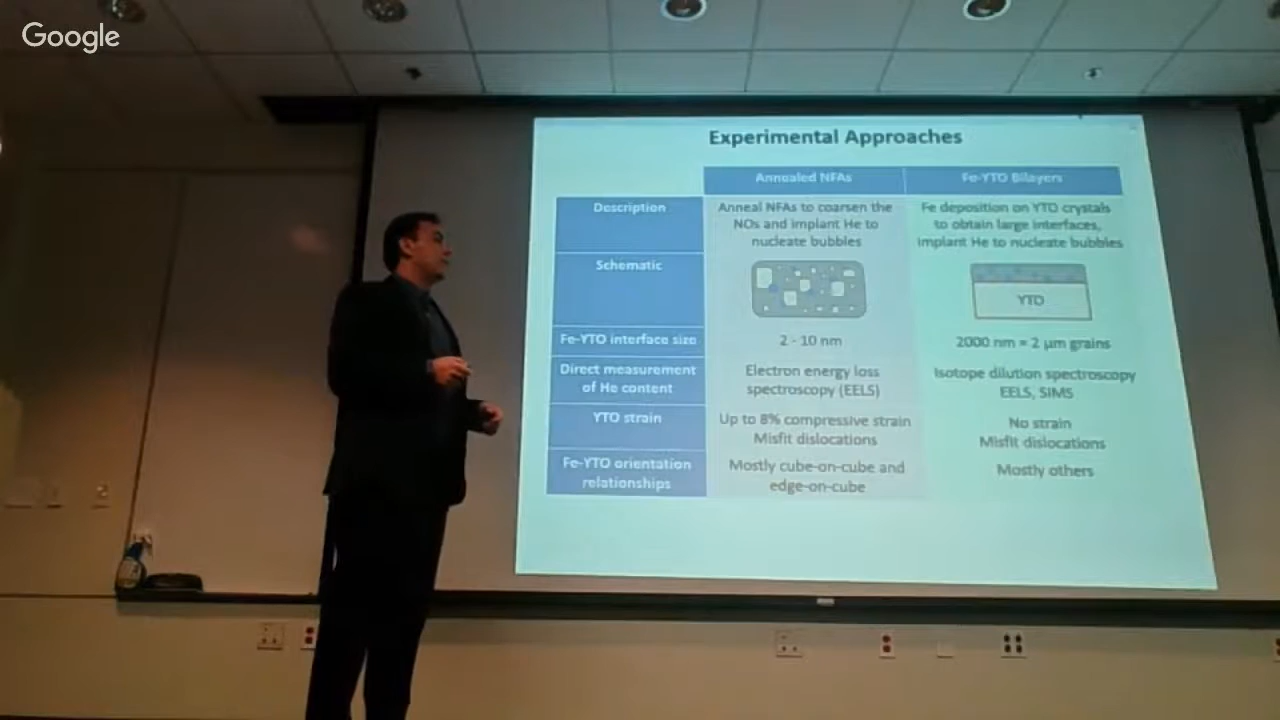 Google
Experimental Approaches
Annealed NFAs
Fe-YTO Bilayers
Description
Anneal NFAs to coarsen the
NOs and implant He to
nucleate bubbles
Fe deposition on YTO crystals
to obtain large interfaces,
implant He to nucleate bubbles
Schematic
YTO
Fe-YTO interface size
2 - 10 nm
2000 nm = 2 µm grains
Direct measurement
of He content
Electron energy loss
spectroscopy (EELS)
Isotope dilution spectroscopy
EELS, SIMS
YTO strain
Up to 8% compressive strain
Misfit dislocations
No strain
Misfit dislocations
Fe-YTO orientation
relationships
Mostly cube-on-cube and
edge-on-cube
Mostly others